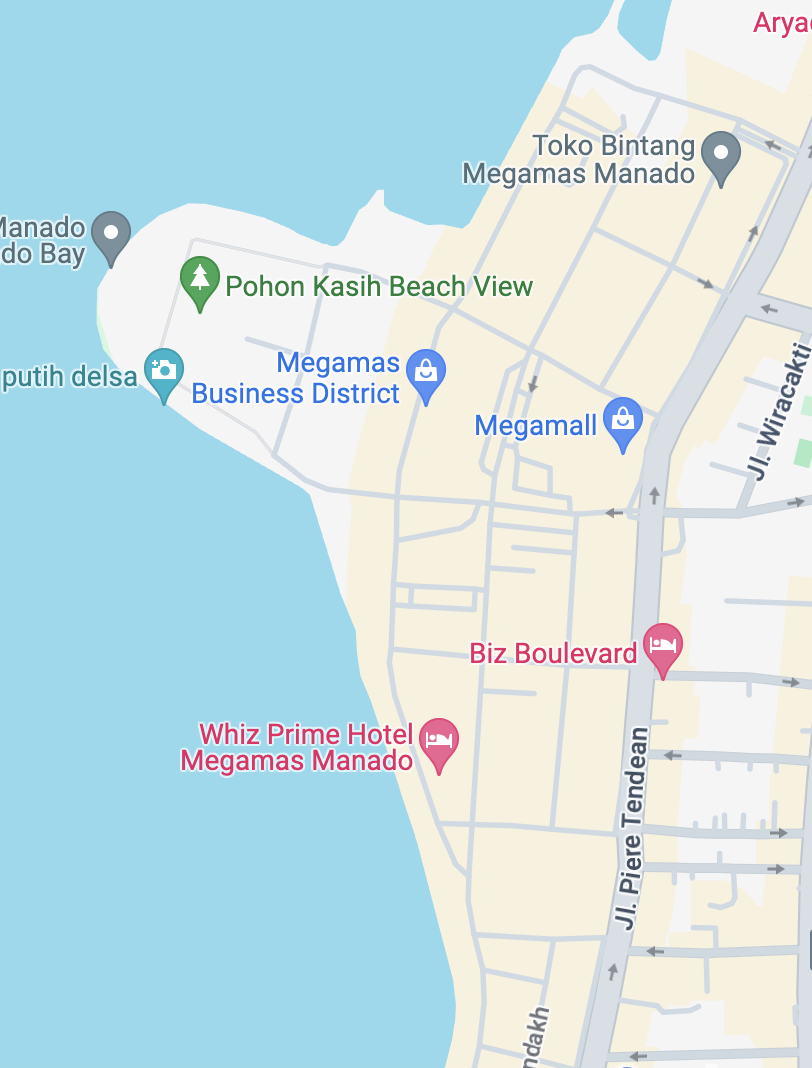 Toko Bintang
Megamas Manado
Manado
do Bay
Pohon Kasih Beach View
putih delsa
Megamas
Business District
Megamall
Jl. Wiracakti
Biz Boulevard
Whiz Prime Hotel
Megamas Manado
Jl. Piere Tendean
ndakh